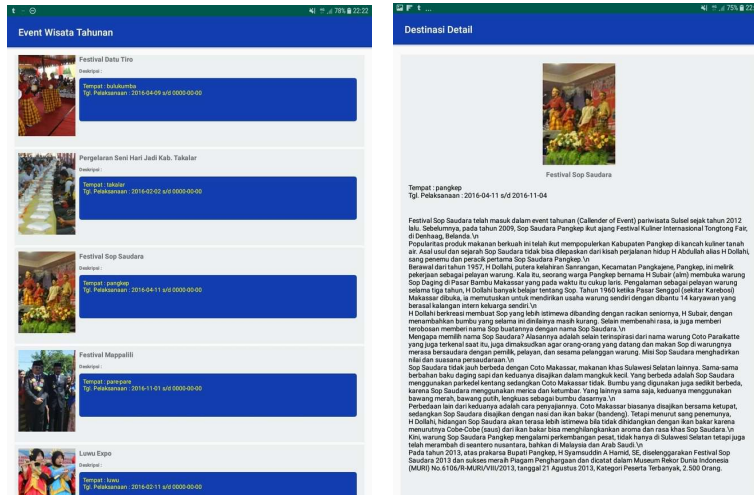 78% 22:22
Event Wisata Tahunan
Festival Datu Tiro
Deskripsi :
Tempat : bulukumba
Tgl. Pelaksanaan : 2016-04-09 s/d 0000-00-00
Pergelaran Seni Hari Jadi Kab. Takalar
Deskripsi :
Tempat : takalar
Tgl. Pelaksanaan : 2016-02-02 s/d 0000-00-00
Festival Sop Saudara
Deskripsi :
Tempat : pangkep
Tgl. Pelaksanaan : 2016-04-11 s/d 0000-00-00
Festival Mappalili
Deskripsi :
Tempat : pare-pare
Tgl. Pelaksanaan : 2016-11-01 s/d 0000-00-00
Luwu Expo
Deskripsi :
Tempat : luwu
Tgl. Pelaksanaan : 2016-02-11 s/d 0000-00-00
75%
Destinasi Detail
Festival Sop Saudara
Tempat : pangkep
Tgl. Pelaksanaan : 2016-04-11 s/d 2016-11-04
Festival Sop Saudara telah masuk dalam event tahunan (Callender of Event) pariwisata Sulsel sejak tahun 2012
lalu. Sebelumnya, pada tahun 2009, Sop Saudara Pangkep ikut ajang Festival Kuliner Internasional Tongtong Fair,
di Denhaag, Belanda.\n
Popularitas produk makanan berkuah ini telah ikut mempopulerkan Kabupaten Pangkep di kancah kuliner tanah
air. Asal usul dan sejarah Sop Saudara tidak bisa dilepaskan dari kisah perjalanan hidup H Abdullah alias H Dollahi,
sang penemu dan peracik pertama Sop Saudara Pangkep.\n
Berawal dari tahun 1957, H Dollahi, putera kelahiran Sanrangan, Kecamatan Pangkajene, Pangkep, ini melirik
pekerjaan sebagai pelayan warung. Kala itu, seorang warga Pangkep bernama H Subair (alm) membuka warung
Sop Daging di Pasar Bambu Makassar yang pada waktu itu cukup laris. Pengalaman sebagai pelayan warung
selama tiga tahun, H Dollahi banyak belajar tentang Sop. Tahun 1960 ketika Pasar Senggol (sekitar Karebosi)
Makassar dibuka, ia memutuskan untuk mendirikan usaha warung sendiri dengan dibantu 14 karyawan yang
berasal kalangan intern keluarga sendiri.\n
H Dollahi berkreasi membuat Sop yang lebih istimewa dibanding dengan racikan seniornya, H Subair, dengan
menambahkan bumbu yang selama ini dinilainya masih kurang. Selain membenahi rasa, ia juga memberi
terobosan memberi nama Sop buatannya dengan nama Sop Saudara.\n
Mengapa memilih nama Sop Saudara? Alasannya adalah selain terinspirasi dari nama warung Coto Paraikatte
yang juga terkenal saat itu, juga dimaksudkan agar orang-orang yang datang dan makan Sop di warungnya
merasa bersaudara dengan pemilik, pelayan, dan sesama pelanggan warung. Misi Sop Saudara menghadirkan
nilai dan suasana persaudaraan.\n
Sop Saudara tidak jauh berbeda dengan Coto Makassar, makanan khas Sulawesi Selatan lainnya. Sama-sama
berbahan baku daging sapi dan keduanya disajikan dalam mangkuk kecil. Yang berbeda adalah Sop Saudara
menggunakan parkedel kentang sedangkan Coto Makassar tidak. Bumbu yang digunakan juga sedikit berbeda,
karena Sop Saudara menggunakan merica dan ketumbar. Yang lainnya sama saja, keduanya menggunakan
bawang merah, bawang putih, lengkuas sebagai bumbu dasarnya.\n
Perbedaan lain dari keduanya adalah cara penyajiannya. Coto Makassar biasanya disajikan bersama ketupat,
sedangkan Sop Saudara disajikan dengan nasi dan ikan bakar (bandeng). Tetapi menurut sang penemunya,
H Dollahi, hidangan Sop Saudara akan terasa lebih istimewa bila tidak dihidangkan dengan ikan bakar karena
menurutnya Cobe-Cobe (saus) dari ikan bakar bisa menghilangkankan aroma dan rasa khas Sop Saudara.\n
Kini, warung Sop Saudara Pangkep mengalami perkembangan pesat, tidak hanya di Sulawesi Selatan tetapi juga
telah merambah di seantero nusantara, bahkan di Malaysia dan Arab Saudi.\n
Pada tahun 2013, atas prakarsa Bupati Pangkep, H Syamsuddin A Hamid, SE, diselenggarakan Festival Sop
Saudara 2013 dan sukses meraih Piagam Penghargaan dan dicatat dalam Museum Rekor Dunia Indonesia
(MURI) No.6106/R-MURI/VIII/2013, tanggal 21 Agustus 2013, Kategori Peserta Terbanyak, 2.500 Orang.